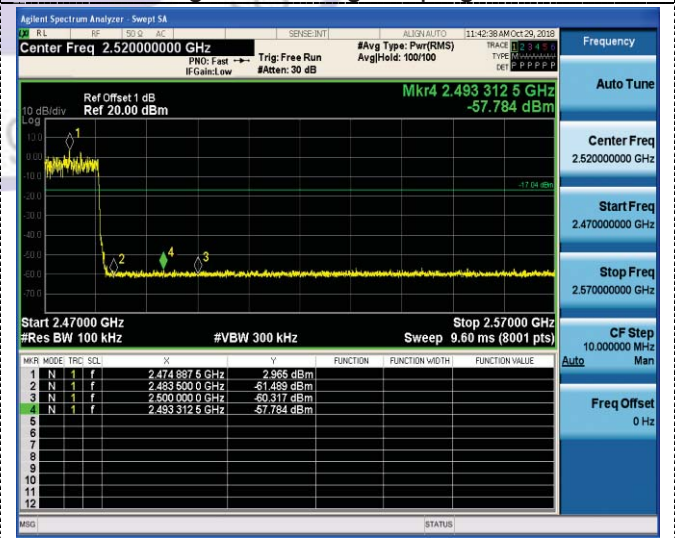 Agilent Spectrum Analyzer - Swept SA
RL RF 50 Ω AC SENSE:INT ALIGN AUTO 11:42:38 AM Oct 29, 2018
Center Freq 2.520000000 GHz
PNO: Fast
IFGain:Low
Trig: Free Run
#Atten: 30 dB
#Avg Type: Pwr(RMS)
Avg|Hold: 100/100
TRACE 1 2 3 4 5 6
TYPE M
DET P P P P P P
Mkr4 2.493 312 5 GHz
-57.784 dBm
Ref Offset 1 dB
10 dB/div Ref 20.00 dBm
Log
10.0
0.00
-10.0
-20.0
-30.0
-40.0
-50.0
-60.0
-70.0
1
2
4
3
-17.04 dBm
Start 2.47000 GHz
Stop 2.57000 GHz
#Res BW 100 kHz
#VBW 300 kHz
Sweep 9.60 ms (8001 pts)
MKR MODE TRC SCL X Y FUNCTION FUNCTION WIDTH FUNCTION VALUE
1 N 1 f 2.474 887 5 GHz 2.965 dBm
2 N 1 f 2.483 500 0 GHz -61.489 dBm
3 N 1 f 2.500 000 0 GHz -60.317 dBm
4 N 1 f 2.493 312 5 GHz -57.784 dBm
5
6
7
8
9
10
11
12
MSG STATUS
Frequency
Auto Tune
Center Freq
2.520000000 GHz
Start Freq
2.470000000 GHz
Stop Freq
2.570000000 GHz
CF Step
10.000000 MHz
Auto Man
Freq Offset
0 Hz